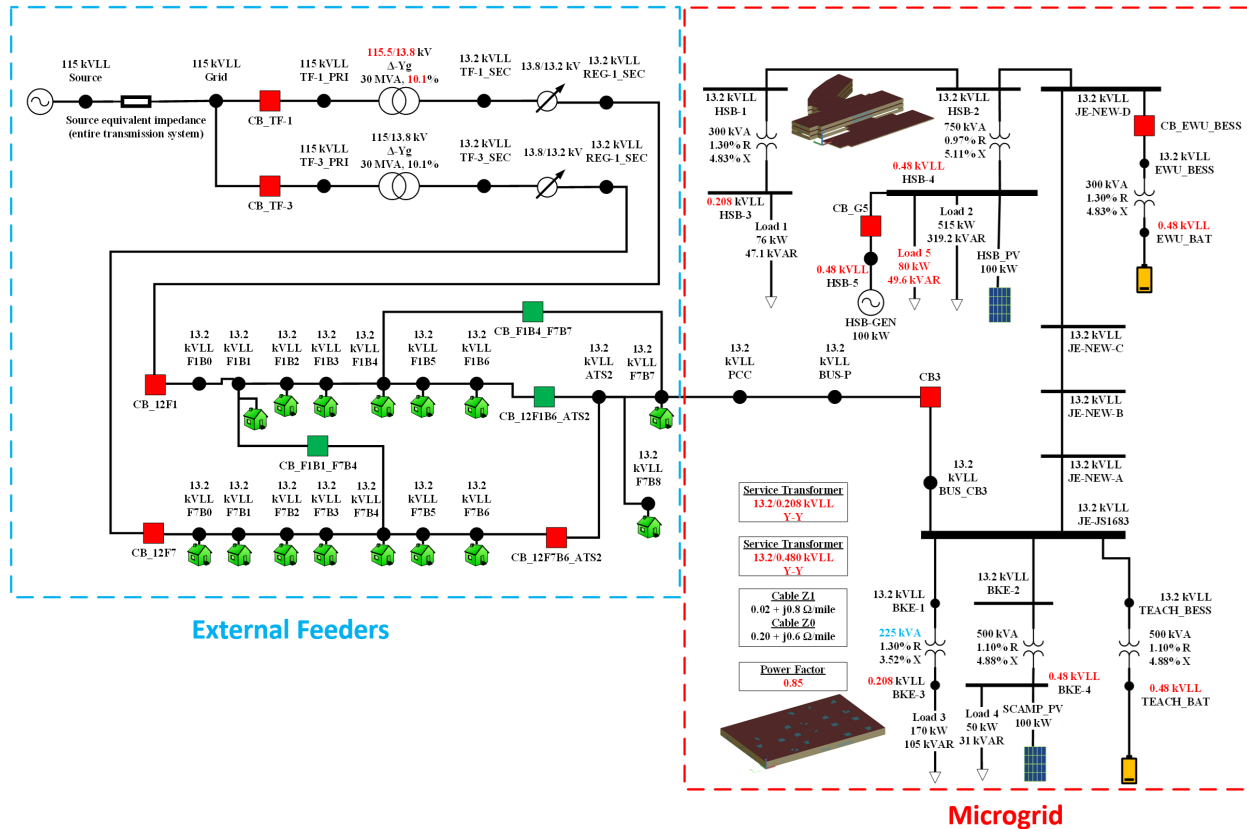 115 kVLL
Source
Source equivalent impedance
(entire transmission system)
115 kVLL
Grid
CB_TF-1
115 kVLL
TF-1_PRI
115.5/13.8 kV
Δ-Yg
30 MVA, 10.1%
13.2 kVLL
TF-1_SEC
13.8/13.2 kV
13.2 kVLL
REG-1_SEC
CB_TF-3
115 kVLL
TF-3_PRI
115/13.8 kV
Δ-Yg
30 MVA, 10.1%
13.2 kVLL
TF-3_SEC
13.8/13.2 kV
13.2 kVLL
REG-1_SEC
CB_F1B4_F7B7
CB_12F1
13.2
kVLL
F1B0
13.2
kVLL
F1B1
13.2
kVLL
F1B2
13.2
kVLL
F1B3
13.2
kVLL
F1B4
13.2
kVLL
F1B5
13.2
kVLL
F1B6
CB_12F1B6_ATS2
13.2
kVLL
ATS2
13.2
kVLL
F7B7
CB_F1B1_F7B4
13.2
kVLL
F7B8
CB_12F7
13.2
kVLL
F7B0
13.2
kVLL
F7B1
13.2
kVLL
F7B2
13.2
kVLL
F7B3
13.2
kVLL
F7B4
13.2
kVLL
F7B5
13.2
kVLL
F7B6
CB_12F7B6_ATS2
External Feeders
13.2 kVLL
HSB-1
300 kVA
1.30% R
4.83% X
0.208 kVLL
HSB-3
Load 1
76 kW
47.1 kVAR
13.2 kVLL
HSB-2
750 kVA
0.97% R
5.11% X
0.48 kVLL
HSB-4
CB_G5
0.48 kVLL
HSB-5
HSB-GEN
100 kW
Load 5
80 kW
49.6 kVAR
Load 2
515 kW
319.2 kVAR
HSB_PV
100 kW
13.2 kVLL
JE-NEW-D
CB_EWU_BESS
13.2 kVLL
EWU_BESS
300 kVA
1.30% R
4.83% X
0.48 kVLL
EWU_BAT
13.2 kVLL
JE-NEW-C
13.2 kVLL
JE-NEW-B
13.2 kVLL
JE-NEW-A
13.2 kVLL
JE-JS1683
13.2
kVLL
PCC
13.2
kVLL
BUS-P
CB3
13.2
kVLL
BUS_CB3
Service Transformer
13.2/0.208 kVLL
Y-Y
Service Transformer
13.2/0.480 kVLL
Y-Y
Cable Z1
0.02 + j0.8 Ω/mile
Cable Z0
0.20 + j0.6 Ω/mile
Power Factor
0.85
13.2 kVLL
BKE-1
225 kVA
1.30% R
3.52% X
0.208 kVLL
BKE-3
Load 3
170 kW
105 kVAR
13.2 kVLL
BKE-2
500 kVA
1.10% R
4.88% X
0.48 kVLL
BKE-4
Load 4
50 kW
31 kVAR
SCAMP_PV
100 kW
13.2 kVLL
TEACH_BESS
500 kVA
1.10% R
4.88% X
0.48 kVLL
TEACH_BAT
Microgrid